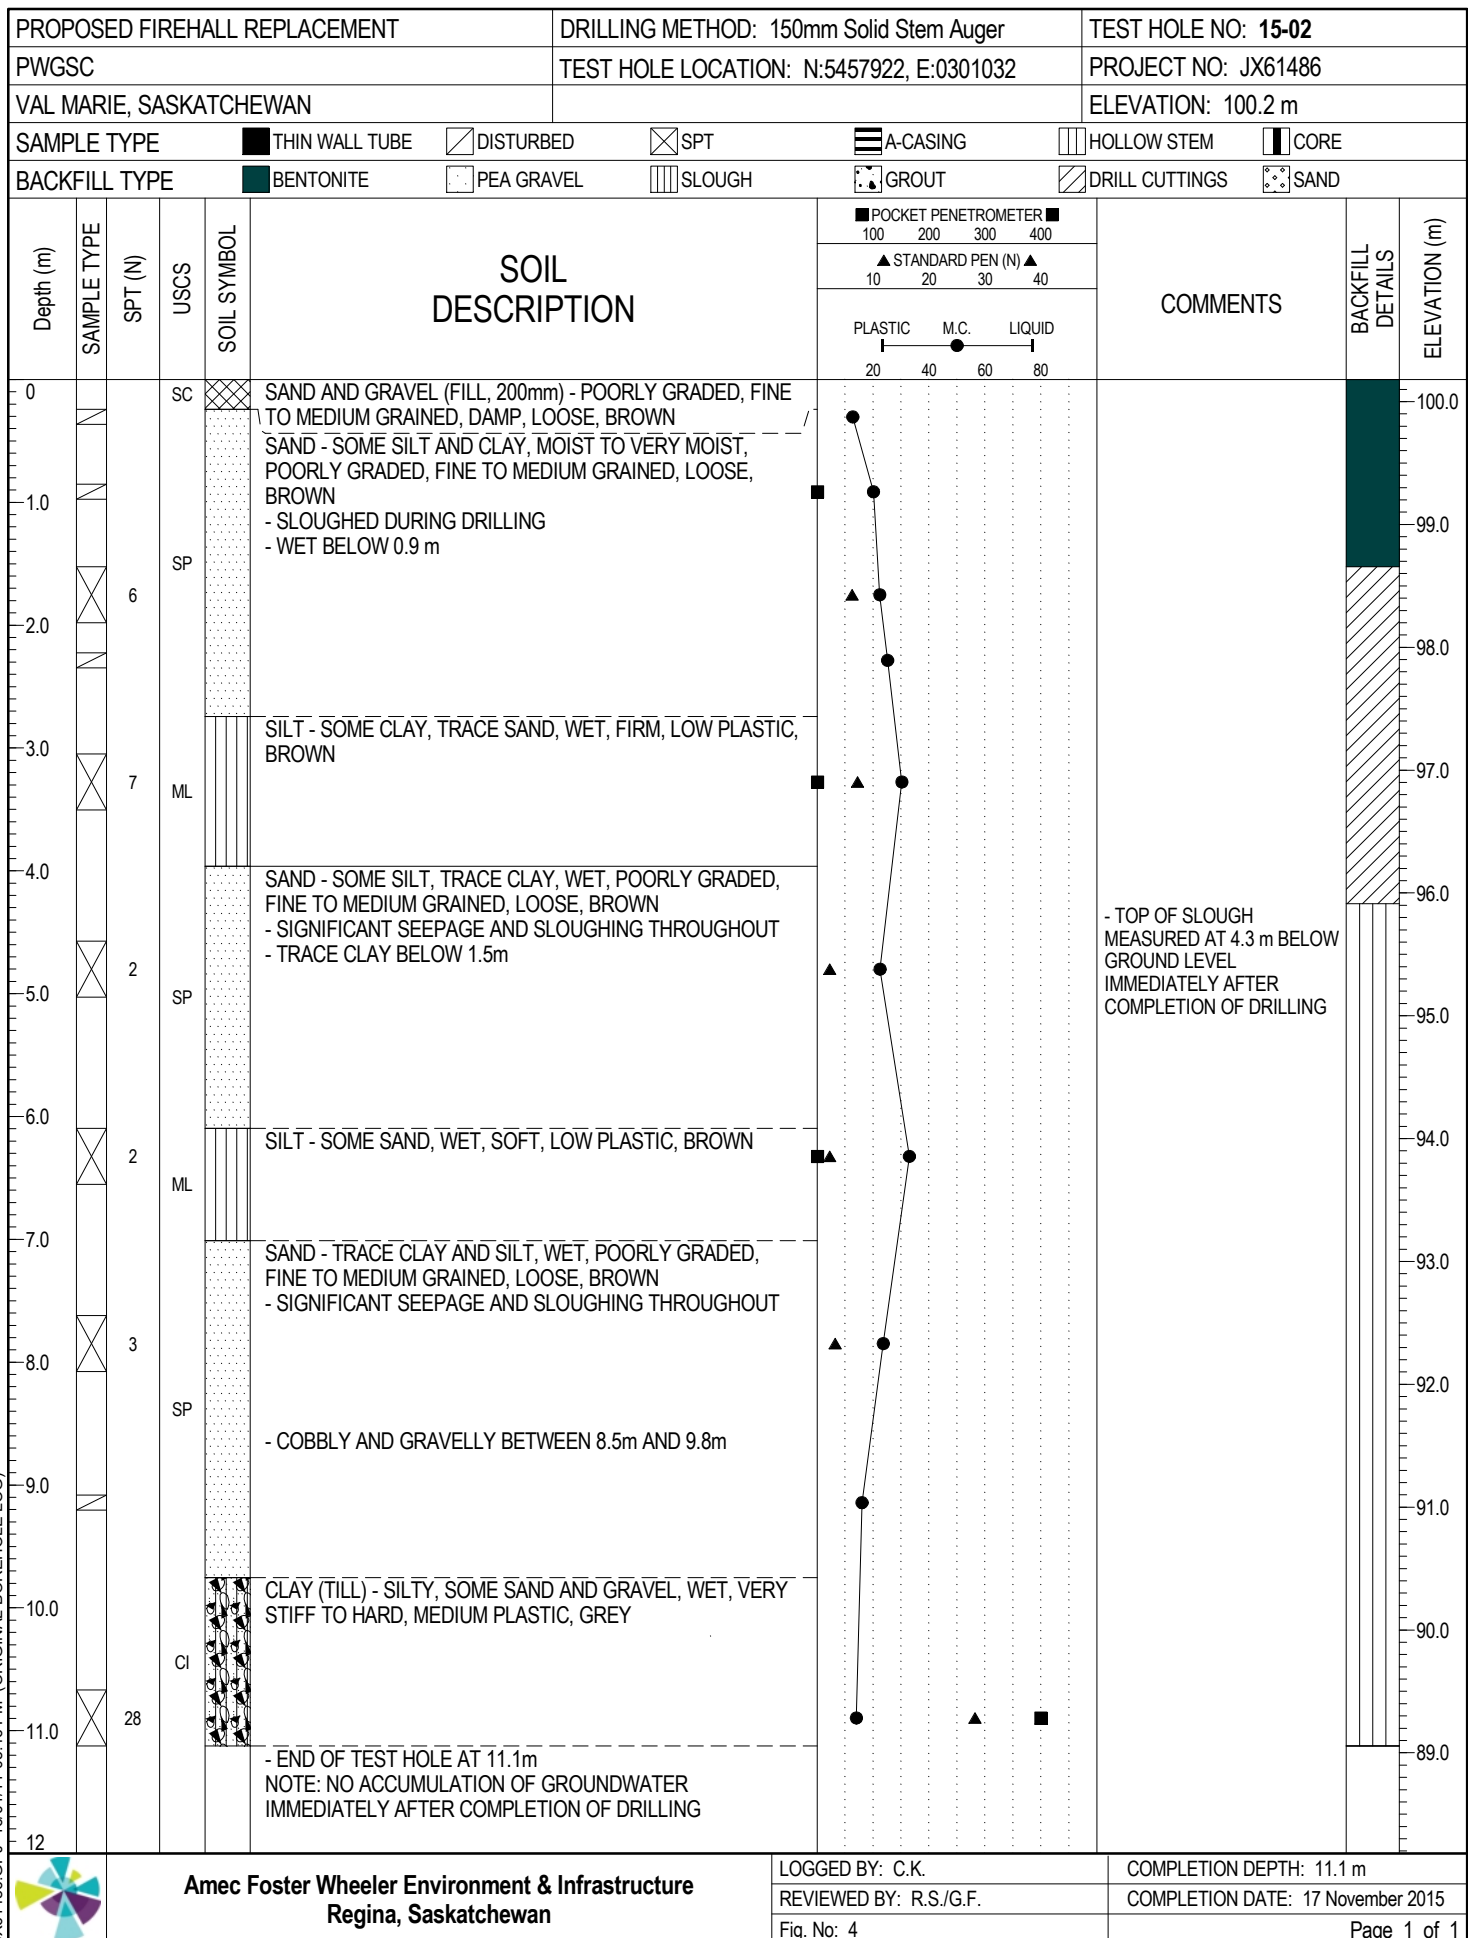 PROPOSED FIREHALL REPLACEMENT DRILLING METHOD: 150mm Solid Stem Auger TEST HOLE NO: 15-02
PWGSC TEST HOLE LOCATION: N:5457922, E:0301032 PROJECT NO: JX61486
VAL MARIE, SASKATCHEWAN ELEVATION: 100.2 m
SAMPLE TYPE THIN WALL TUBE DISTURBED SPT A-CASING HOLLOW STEM CORE
BACKFILL TYPE BENTONITE PEA GRAVEL SLOUGH GROUT DRILL CUTTINGS SAND
Depth (m)
SAMPLE TYPE
SPT (N)
USCS
SOIL SYMBOL
SOIL
DESCRIPTION
POCKET PENETROMETER
100 200 300 400
STANDARD PEN (N)
10 20 30 40
PLASTIC M.C. LIQUID
20 40 60 80
COMMENTS
BACKFILL
DETAILS
ELEVATION (m)
0 SC SAND AND GRAVEL (FILL, 200mm) - POORLY GRADED, FINE
TO MEDIUM GRAINED, DAMP, LOOSE, BROWN
100.0
SAND - SOME SILT AND CLAY, MOIST TO VERY MOIST,
POORLY GRADED, FINE TO MEDIUM GRAINED, LOOSE,
BROWN
1.0
- SLOUGHED DURING DRILLING
99.0
- WET BELOW 0.9 m
SP
6
2.0
98.0
SILT - SOME CLAY, TRACE SAND, WET, FIRM, LOW PLASTIC,
BROWN
3.0
97.0
7 ML
4.0
SAND - SOME SILT, TRACE CLAY, WET, POORLY GRADED,
FINE TO MEDIUM GRAINED, LOOSE, BROWN
96.0
- SIGNIFICANT SEEPAGE AND SLOUGHING THROUGHOUT
- TRACE CLAY BELOW 1.5m
- TOP OF SLOUGH
MEASURED AT 4.3 m BELOW
GROUND LEVEL
IMMEDIATELY AFTER
COMPLETION OF DRILLING
2
5.0 SP
95.0
6.0
SILT - SOME SAND, WET, SOFT, LOW PLASTIC, BROWN
94.0
2
ML
7.0
SAND - TRACE CLAY AND SILT, WET, POORLY GRADED,
FINE TO MEDIUM GRAINED, LOOSE, BROWN
93.0
- SIGNIFICANT SEEPAGE AND SLOUGHING THROUGHOUT
3
8.0
92.0
SP
- COBBLY AND GRAVELLY BETWEEN 8.5m AND 9.8m
9.0
91.0
CLAY (TILL) - SILTY, SOME SAND AND GRAVEL, WET, VERY
STIFF TO HARD, MEDIUM PLASTIC, GREY
10.0
90.0
CI
28
11.0
- END OF TEST HOLE AT 11.1m
89.0
NOTE: NO ACCUMULATION OF GROUNDWATER
IMMEDIATELY AFTER COMPLETION OF DRILLING
12
Amec Foster Wheeler Environment & Infrastructure
Regina, Saskatchewan
LOGGED BY: C.K. COMPLETION DEPTH: 11.1 m
REVIEWED BY: R.S./G.F. COMPLETION DATE: 17 November 2015
Fig. No: 4 Page 1 of 1